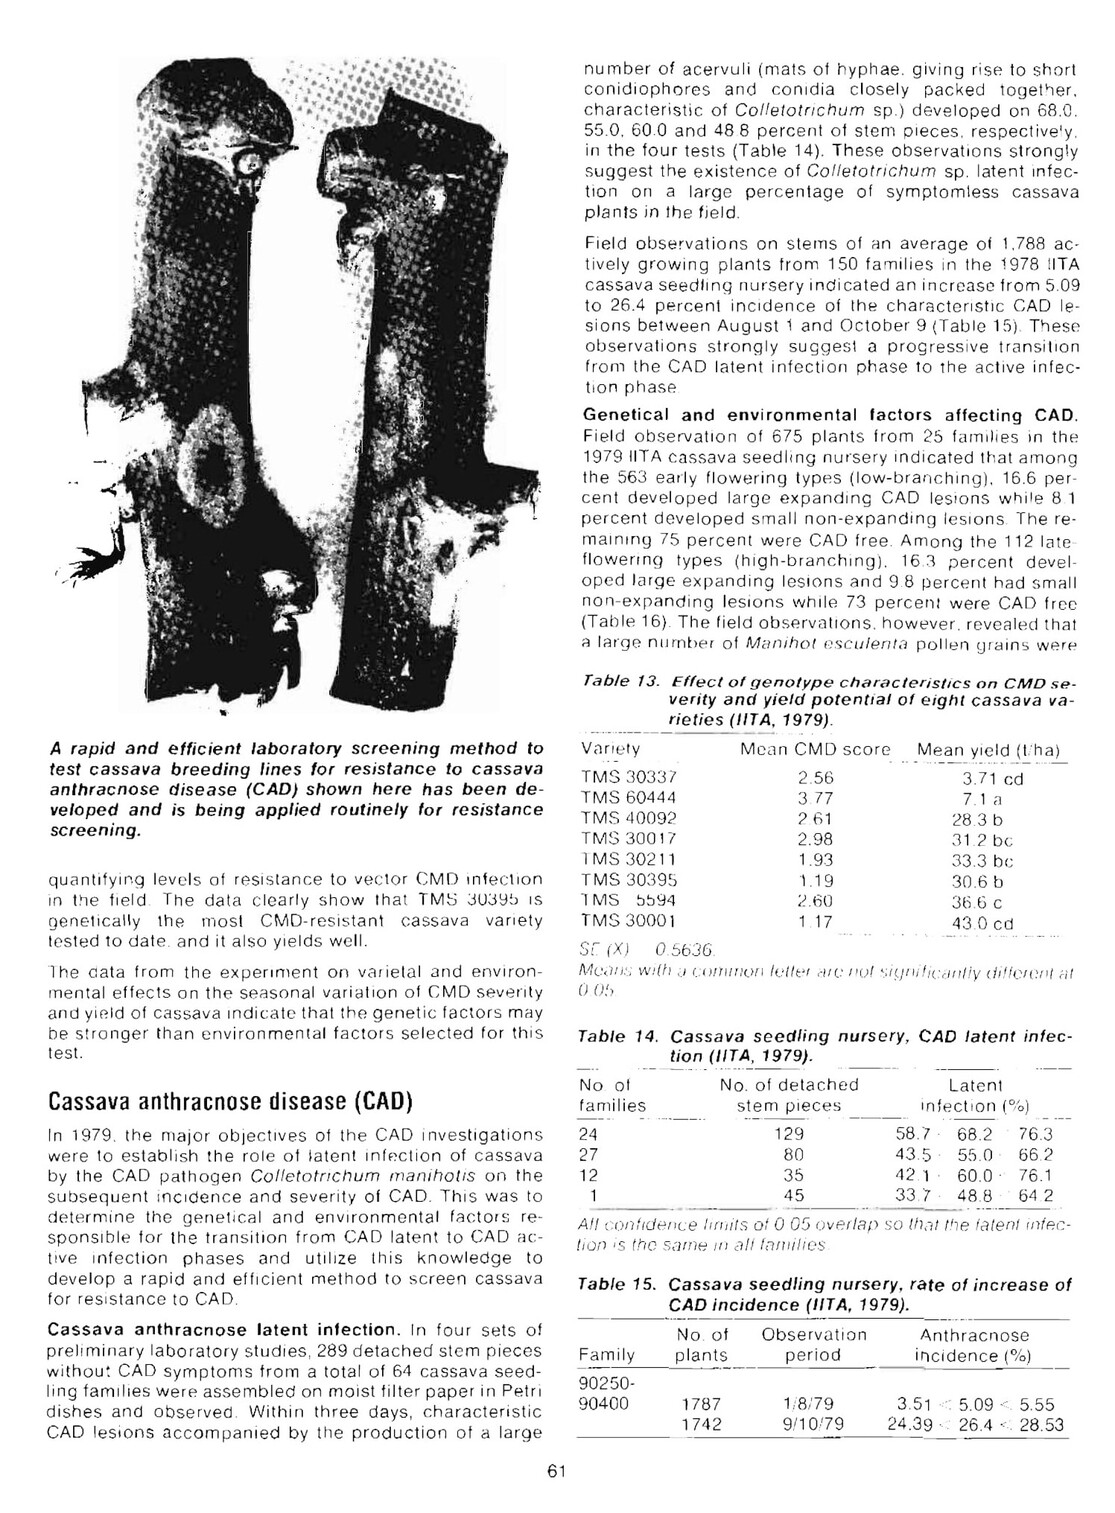 A rapid and efficient laboratory screening method to
test cassava breeding lines for resistance to cassava
anthracnose disease (CAD) shown here has been de-
veloped and is being applied routinely for resistance
screening.
quantifying levels of resistance to vector CMD infection
in the field. The data clearly show that TMS 30395 is
genetically the most CMD-resistant cassava variety
tested to date. and it also yields well.
The data from the experiment on varietal and environ-
mental effects on the seasonal variation of CMD severity
and yield of cassava indicate that the genetic factors may
be stronger than environmental factors selected for this
test.
Cassava anthracnose disease (CAD)
In 1979, the major objectives of the CAD investigations
were to establish the role of latent infection of cassava
by the CAD pathogen Colletotrichum manihotis on the
subsequent incidence and severity of CAD. This was to
determine the genetical and environmental factors re-
sponsible for the transition from CAD latent to CAD ac-
tive infection phases and utilize this knowledge to
develop a rapid and efficient method to screen cassava
for resistance to CAD.
Cassava anthracnose latent infection. In four sets of
preliminary laboratory studies, 289 detached stem pieces
without CAD symptoms from a total of 64 cassava seed-
ling families were assembled on moist filter paper in Petri
dishes and observed. Within three days, characteristic
CAD lesions accompanied by the production of a large
number of acervuli (mats of hyphae. giving rise to short
conidiophores and conidia closely packed together,
characteristic of Colletotrichum sp.) developed on 68.0,
55.0, 60.0 and 48.8 percent of stem pieces, respectively,
in the four tests (Table 14). These observations strongly
suggest the existence of Colletotrichum sp. latent infec-
tion on a large percentage of symptomless cassava
plants in the field.
Field observations on stems of an average of 1,788 ac-
tively growing plants from 150 families in the 1978 IITA
cassava seedling nursery indicated an increase from 5.09
to 26.4 percent incidence of the characteristic CAD le-
sions between August 1 and October 9 (Table 15). These
observations strongly suggest a progressive transition
from the CAD latent infection phase to the active infec-
tion phase.
Genetical and environmental factors affecting CAD.
Field observation of 675 plants from 25 families in the
1979 IITA cassava seedling nursery indicated that among
the 563 early flowering types (low-branching), 16.6 per-
cent developed large expanding CAD lesions while 8.1
percent developed small non-expanding lesions. The re-
maining 75 percent were CAD free. Among the 112 late-
flowering types (high-branching), 16.3 percent devel-
oped large expanding lesions and 9.8 percent had small
non-expanding lesions while 73 percent were CAD free
(Table 16). The field observations, however, revealed that
a large number of Manihot esculenta pollen grains were
Table 13. Effect of genotype characteristics on CMD se-
verity and yield potential of eight cassava va-
rieties (IITA, 1979).
Variety Mean CMD score Mean yield (t/ha)
TMS 30337 2.56 3.71 cd
TMS 60444 3.77 7.1 a
TMS 40092 2.61 28.3 b
TMS 30017 2.98 31.2 bc
TMS 30211 1.93 33.3 bc
TMS 30395 1.19 30.6 b
TMS 5594 2.60 36.6 c
TMS 30001 1.17 43.0 cd
SE (X) 0.5636.
Means with a common letter are not significantly different at
0.05
Table 14. Cassava seedling nursery, CAD latent infec-
tion (IITA, 1979).
No. of No. of detached Latent
families stem pieces infection (%)
24 129 58.7 68.2 76.3
27 80 43.5 55.0 66.2
12 35 42.1 60.0 76.1
1 45 33.7 48.8 64.2
All confidence limits of 0.05 overlap so that the latent infec-
tion is the same in all families.
Table 15. Cassava seedling nursery, rate of increase of
CAD incidence (IITA, 1979).
No. of Observation Anthracnose
Family plants period incidence (%)
90250-
90400 1787 1/8/79 3.51 < 5.09 < 5.55
1742 9/10/79 24.39 < 26.4 < 28.53
61